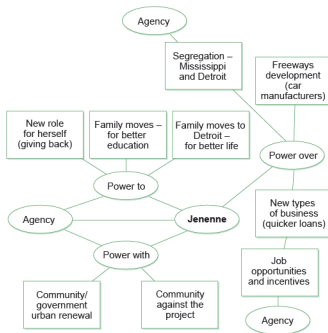 Agency
Segregation –
Mississippi
and Detroit
Freeways
development
(car
manufacturers)
New role
for herself
(giving back)
Family moves –
for better
education
Family moves to
Detroit –
for better life
Power over
Power to
New types
of business
(quicker loans)
Agency
Jenenne
Power with
Job
opportunities
and incentives
Community/
government
urban renewal
Community
against the
project
Agency